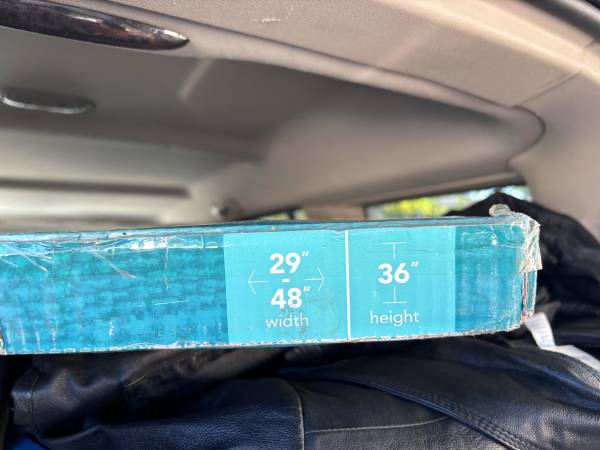 29"
-
48"
width
36"
height